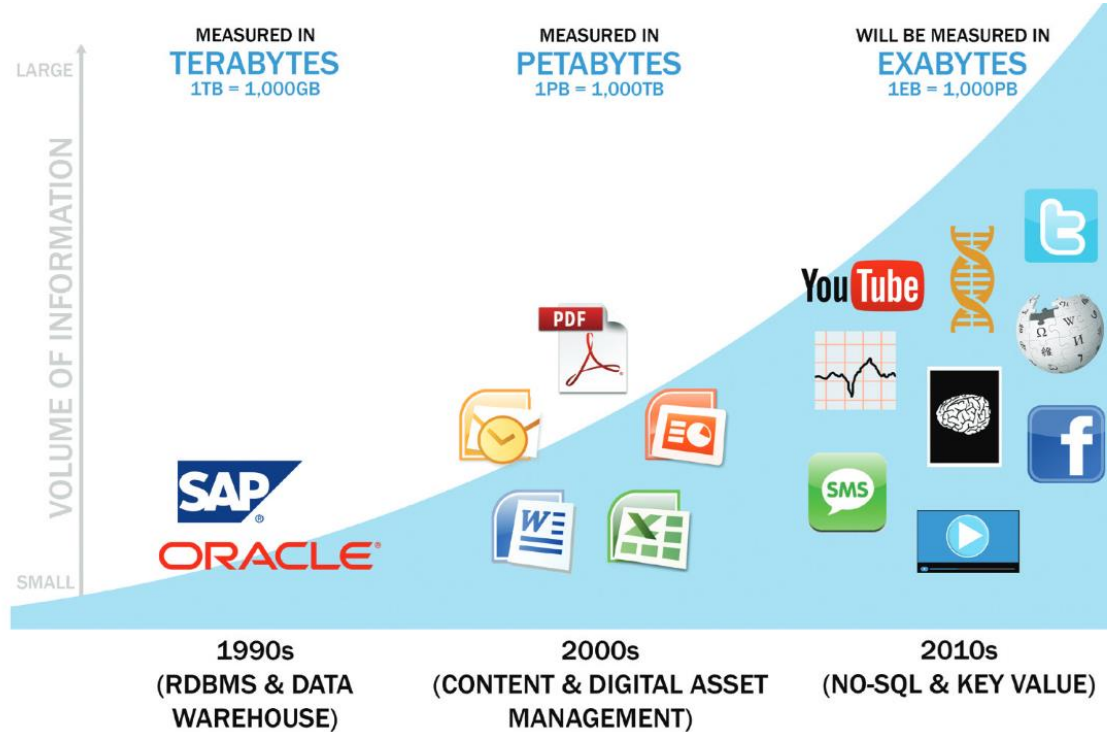 MEASURED IN
TERABYTES
1TB = 1,000GB
MEASURED IN
PETABYTES
1PB = 1,000TB
WILL BE MEASURED IN
EXABYTES
1EB = 1,000PB
LARGE
VOLUME OF INFORMATION
SMALL
SAP
®
ORACLE®
PDF
W
X
YouTube
t
Ω W
И
SMS
f
1990s
(RDBMS & DATA
WAREHOUSE)
2000s
(CONTENT & DIGITAL ASSET
MANAGEMENT)
2010s
(NO-SQL & KEY VALUE)